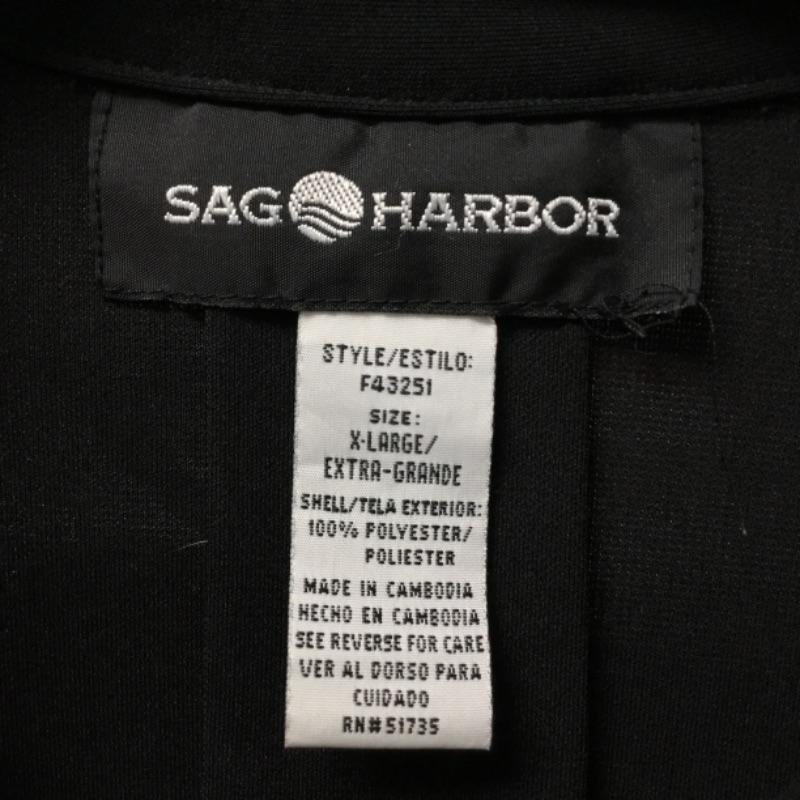 SAG HARBOR
STYLE/ESTILO:
F43251
SIZE:
X-LARGE/
EXTRA-GRANDE
SHELL/TELA EXTERIOR:
100% POLYESTER/
POLIESTER
MADE IN CAMBODIA
HECHO EN CAMBODIA
SEE REVERSE FOR CARE
VER AL DORSO PARA
CUIDADO
RN#51735